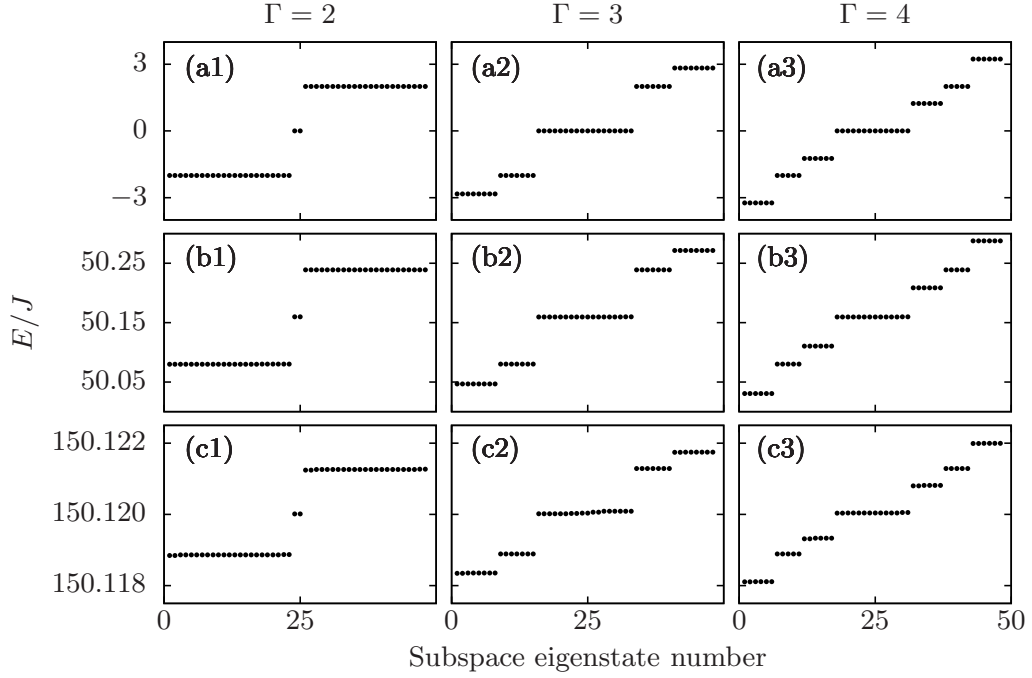 Γ = 2 Γ = 3 Γ = 4
3 (a1) (a2) (a3)
0
−3
50.25 (b1) (b2) (b3)
50.15
50.05
E/J
150.122 (c1) (c2) (c3)
150.120
150.118
0 25 0 25 0 25 50
Subspace eigenstate number